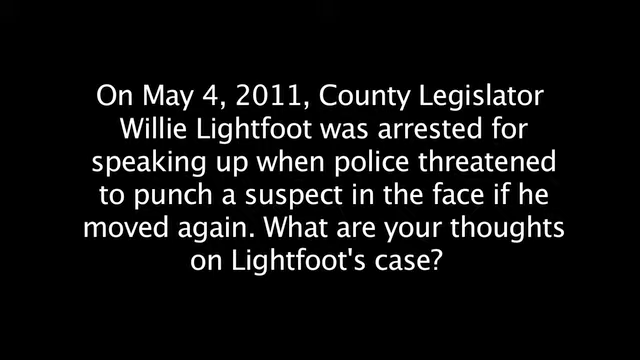 On May 4, 2011, County Legislator
Willie Lightfoot was arrested for
speaking up when police threatened
to punch a suspect in the face if he
moved again. What are your thoughts
on Lightfoot's case?